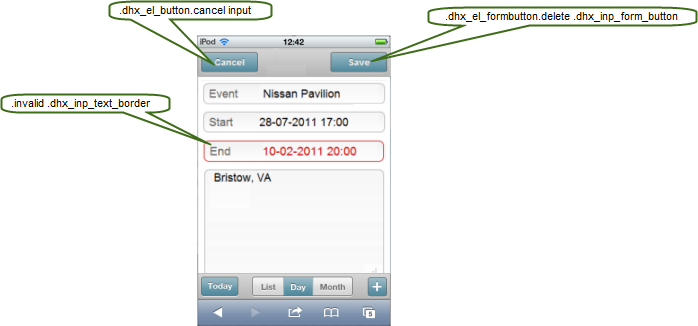 .dhx_el_button.cancel input
.dhx_el_formbutton.delete .dhx_inp_form_button
.invalid .dhx_inp_text_border
iPod 12:42
Cancel Save
Event Nissan Pavilion
Start 28-07-2011 17:00
End 10-02-2011 20:00
Bristow, VA
Today List Day Month +
5